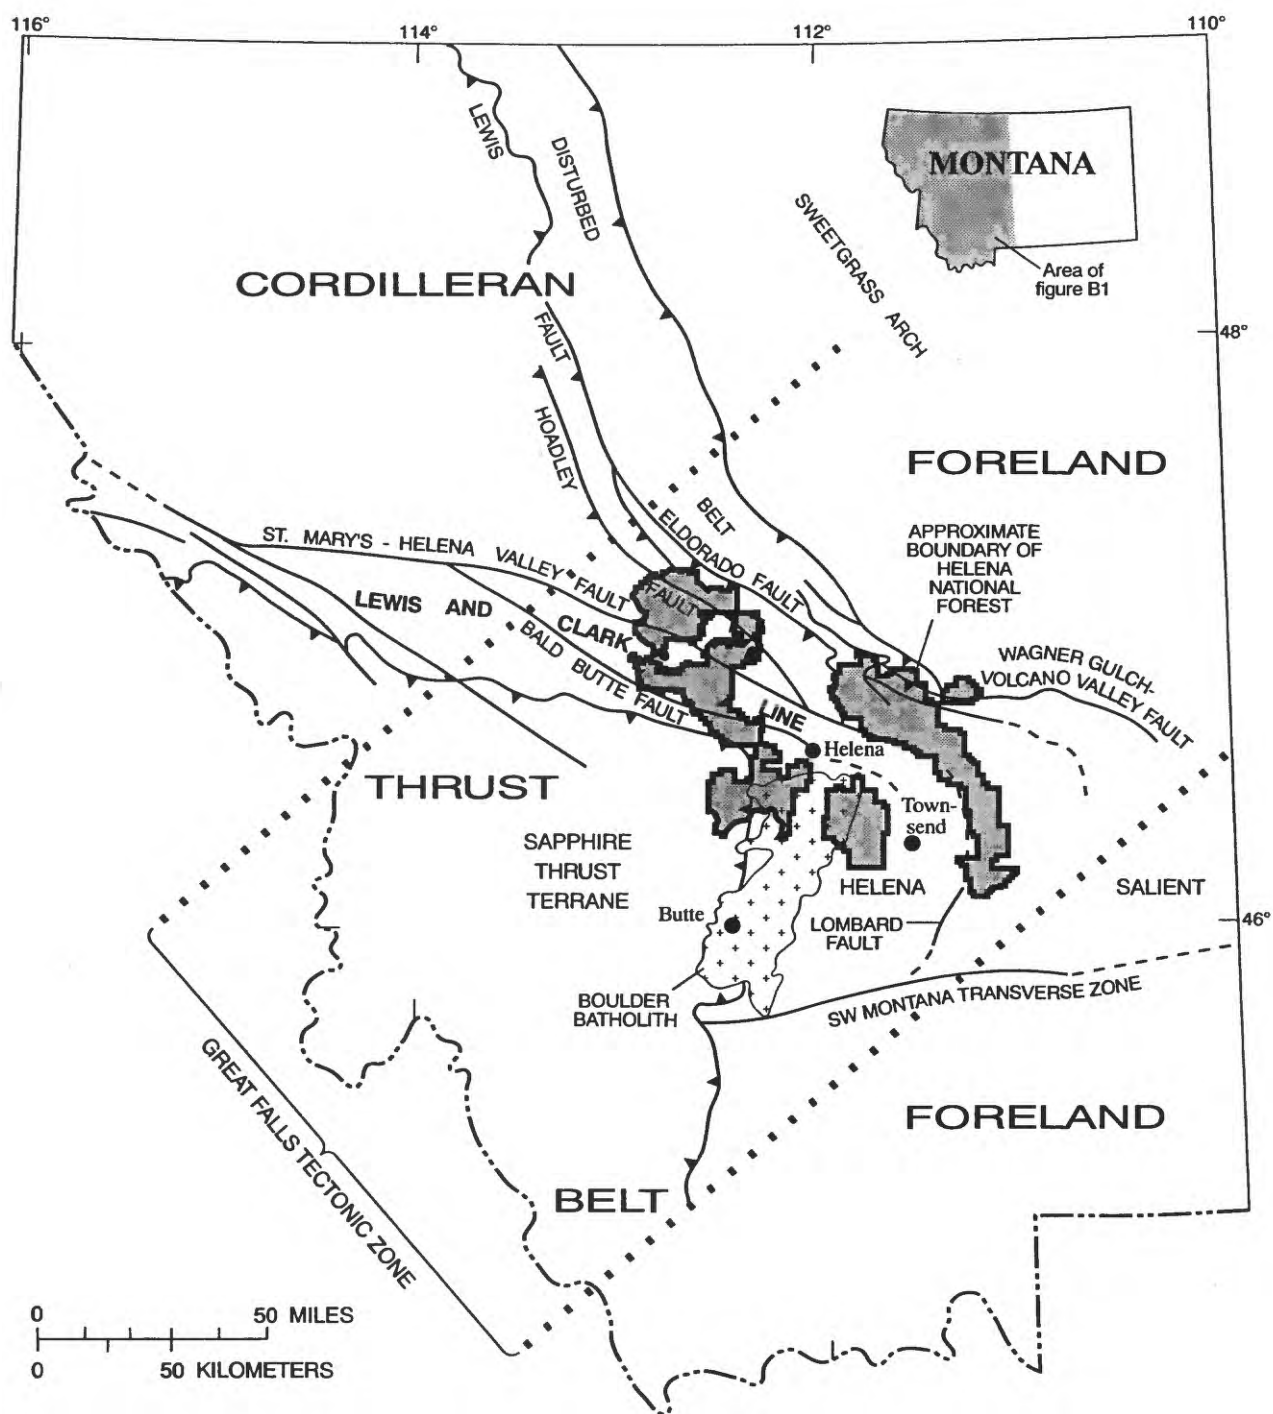 116°
114°
112°
110°
LEWIS
DISTURBED
MONTANA
SWEETGRASS ARCH
Area of
figure B1
CORDILLERAN
48°
FAULT
HOADLEY
FORELAND
BELT
ELDORADO FAULT
APPROXIMATE
BOUNDARY OF
HELENA
NATIONAL
FOREST
ST. MARY'S - HELENA VALLEY FAULT
FAULT
LEWIS AND CLARK LINE
BALD BUTTE FAULT
WAGNER GULCH-
VOLCANO VALLEY FAULT
Helena
THRUST
Town-
send
SAPPHIRE
THRUST
TERRANE
HELENA
SALIENT
Butte
LOMBARD
FAULT
46°
BOULDER
BATHOLITH
SW MONTANA TRANSVERSE ZONE
GREAT FALLS TECTONIC ZONE
FORELAND
BELT
0 50 MILES
0 50 KILOMETERS